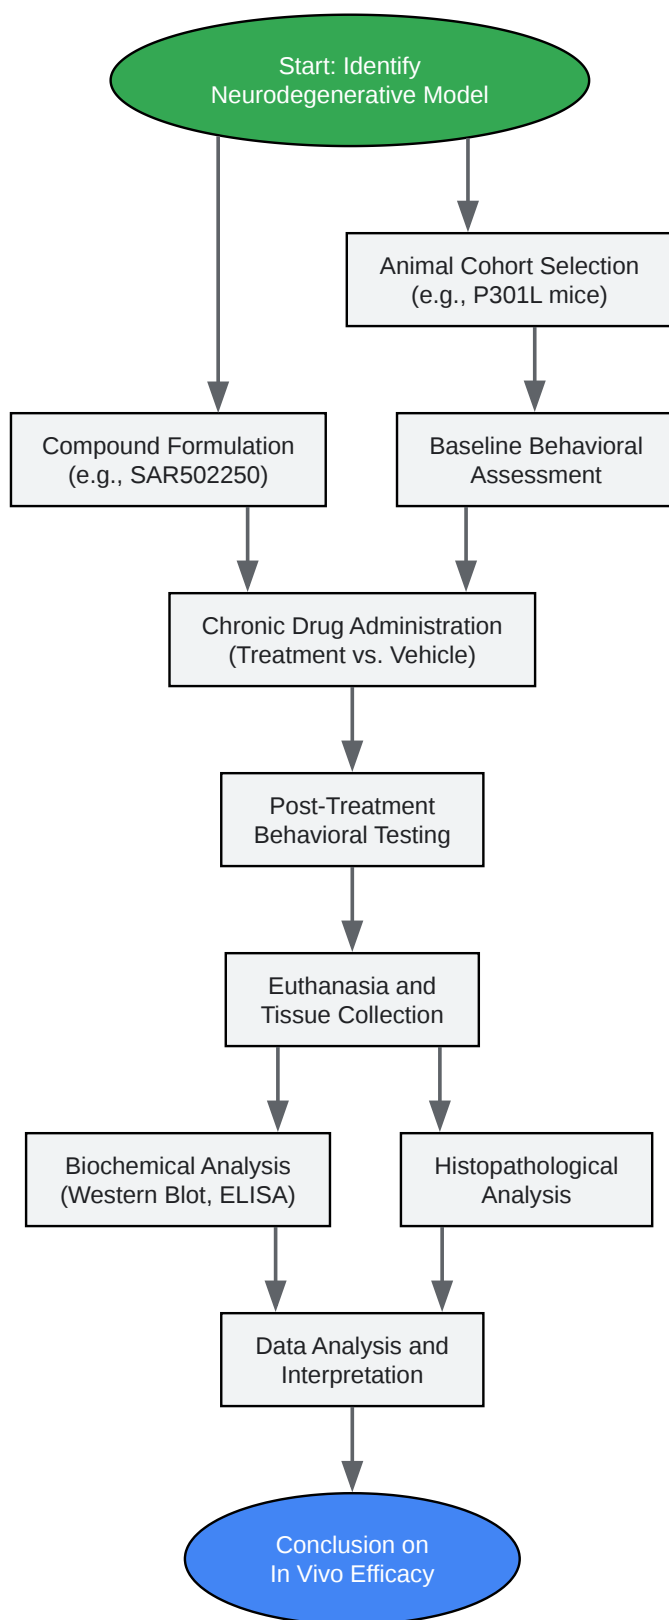 Start: Identify
Neurodegenerative Model
Animal Cohort Selection
(e.g., P301L mice)
Compound Formulation
(e.g., SAR502250)
Baseline Behavioral
Assessment
Chronic Drug Administration
(Treatment vs. Vehicle)
Post-Treatment
Behavioral Testing
Euthanasia and
Tissue Collection
Biochemical Analysis
(Western Blot, ELISA)
Histopathological
Analysis
Data Analysis and
Interpretation
Conclusion on
In Vivo Efficacy